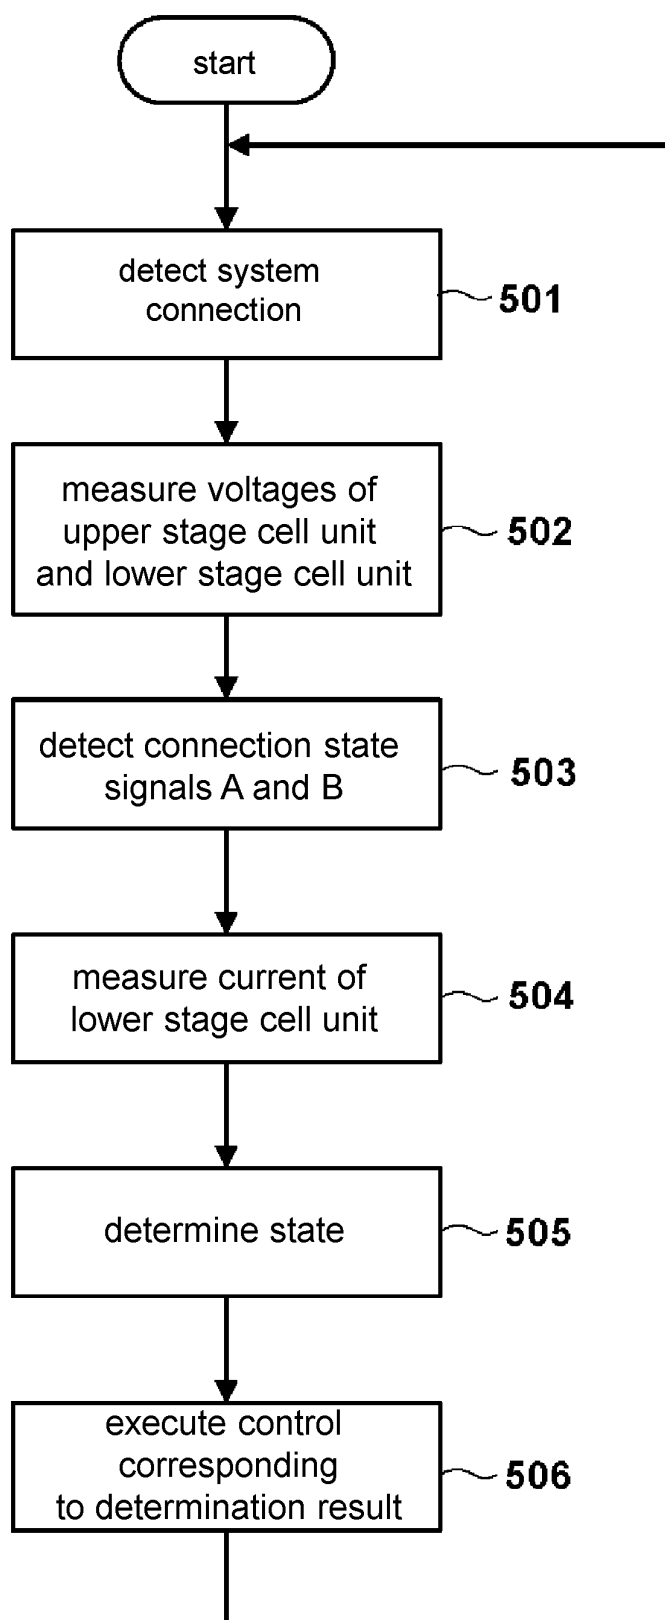 start
detect system
connection
501
measure voltages of
upper stage cell unit
and lower stage cell unit
502
detect connection state
signals A and B
503
measure current of
lower stage cell unit
504
determine state
505
execute control
corresponding
to determination result
506